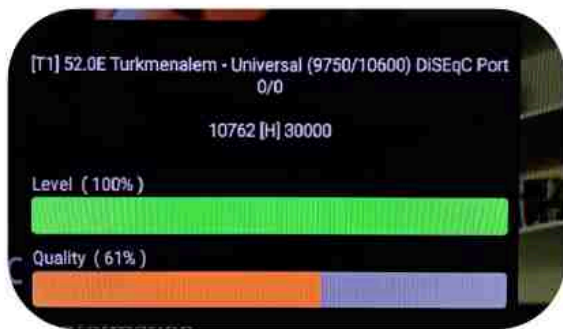 [T1] 52.0E Turkmenalem - Universal (9750/10600) DiSEqC Port
0/0
10762 [H] 30000
Level ( 100% )
Quality ( 61% )
C